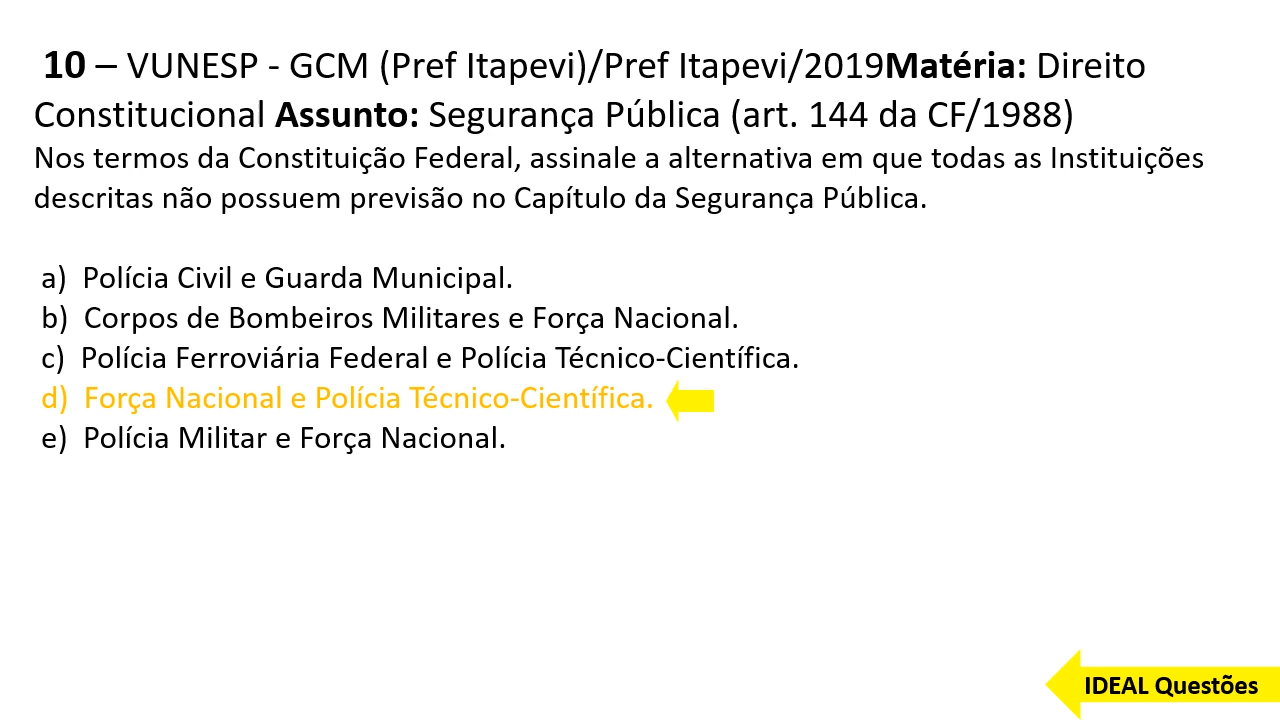 10 – VUNESP - GCM (Pref Itapevi)/Pref Itapevi/2019Matéria: Direito
Constitucional Assunto: Segurança Pública (art. 144 da CF/1988)
Nos termos da Constituição Federal, assinale a alternativa em que todas as Instituições
descritas não possuem previsão no Capítulo da Segurança Pública.
a) Polícia Civil e Guarda Municipal.
b) Corpos de Bombeiros Militares e Força Nacional.
c) Polícia Ferroviária Federal e Polícia Técnico-Científica.
d) Força Nacional e Polícia Técnico-Científica.
e) Polícia Militar e Força Nacional.
IDEAL Questões